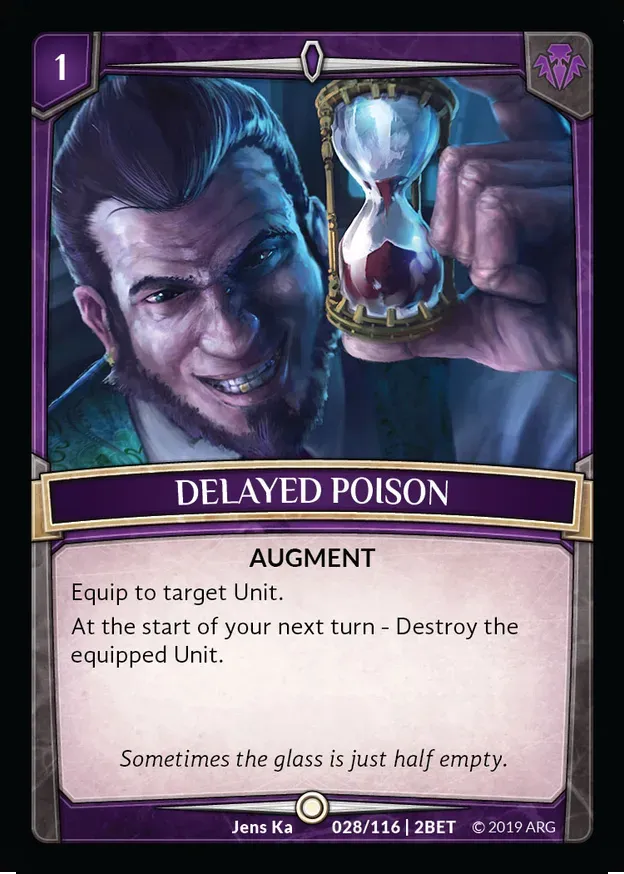 1
DELAYED POISON
AUGMENT
Equip to target Unit.
At the start of your next turn - Destroy the
equipped Unit.
Sometimes the glass is just half empty.
Jens Ka 028/116 | 2BET © 2019 ARG